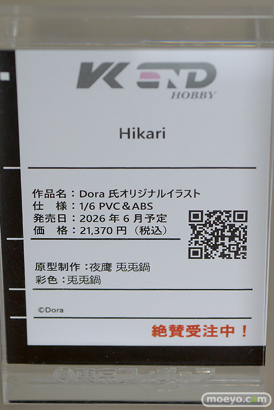 VKEND
HOBBY
Hikari
作品名：Dora 氏オリジナルイラスト
仕　様：1/6 PVC＆ABS
発売日：2026 年 6 月予定
価　格：21,370 円（税込）
原型制作：夜鷹 兎兎鍋
彩色：兎兎鍋
©Dora
絶賛受注中！
moeyo.com